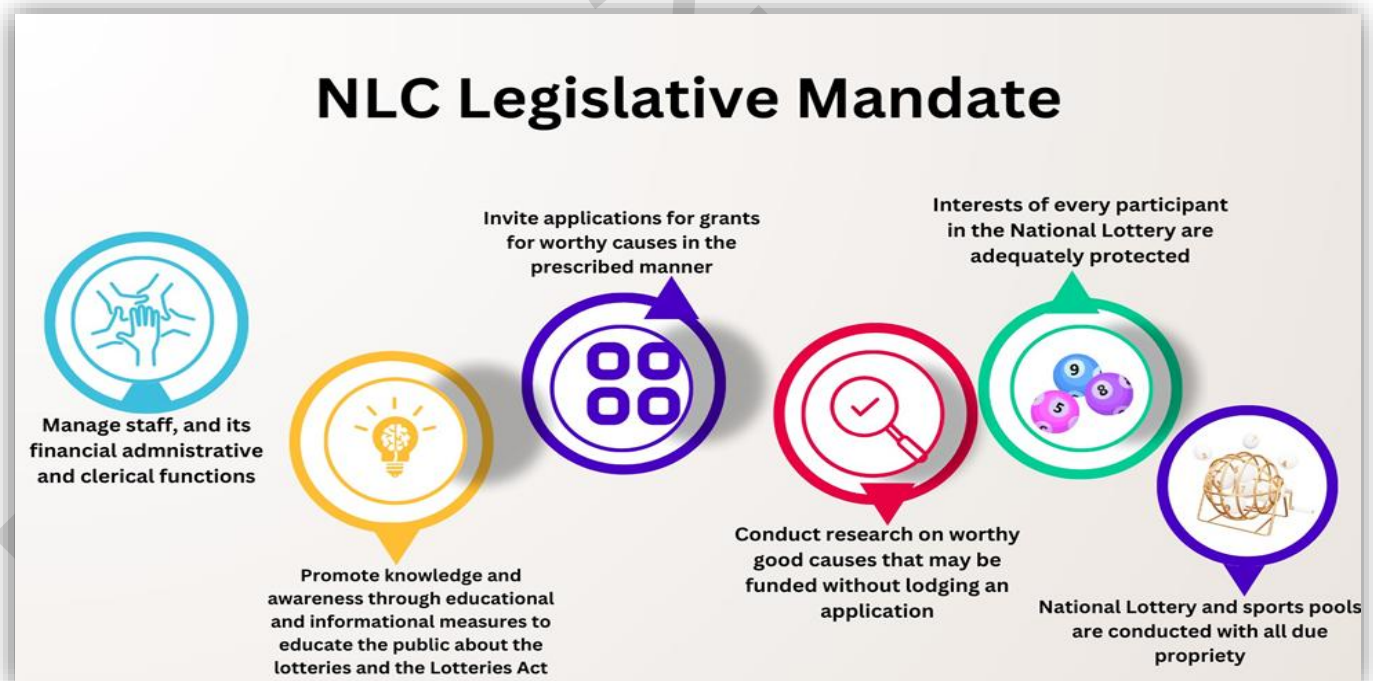 NLC Legislative Mandate
Manage staff, and its
financial admnistrative
and clerical functions
Promote knowledge and
awareness through educational
and informational measures to
educate the public about the
lotteries and the Lotteries Act
Invite applications for grants
for worthy causes in the
prescribed manner
Conduct research on worthy
good causes that may be
funded without lodging an
application
Interests of every participant
in the National Lottery are
adequately protected
9
8
5
National Lottery and sports pools
are conducted with all due
propriety